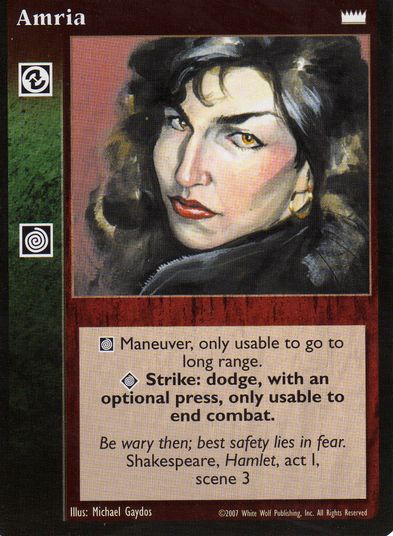 Amria
Maneuver, only usable to go to
long range.
Strike: dodge, with an
optional press, only usable to
end combat.
Be wary then; best safety lies in fear.
Shakespeare, Hamlet, act I,
scene 3
Illus: Michael Gaydos
©2007 White Wolf Publishing, Inc. All Rights Reserved